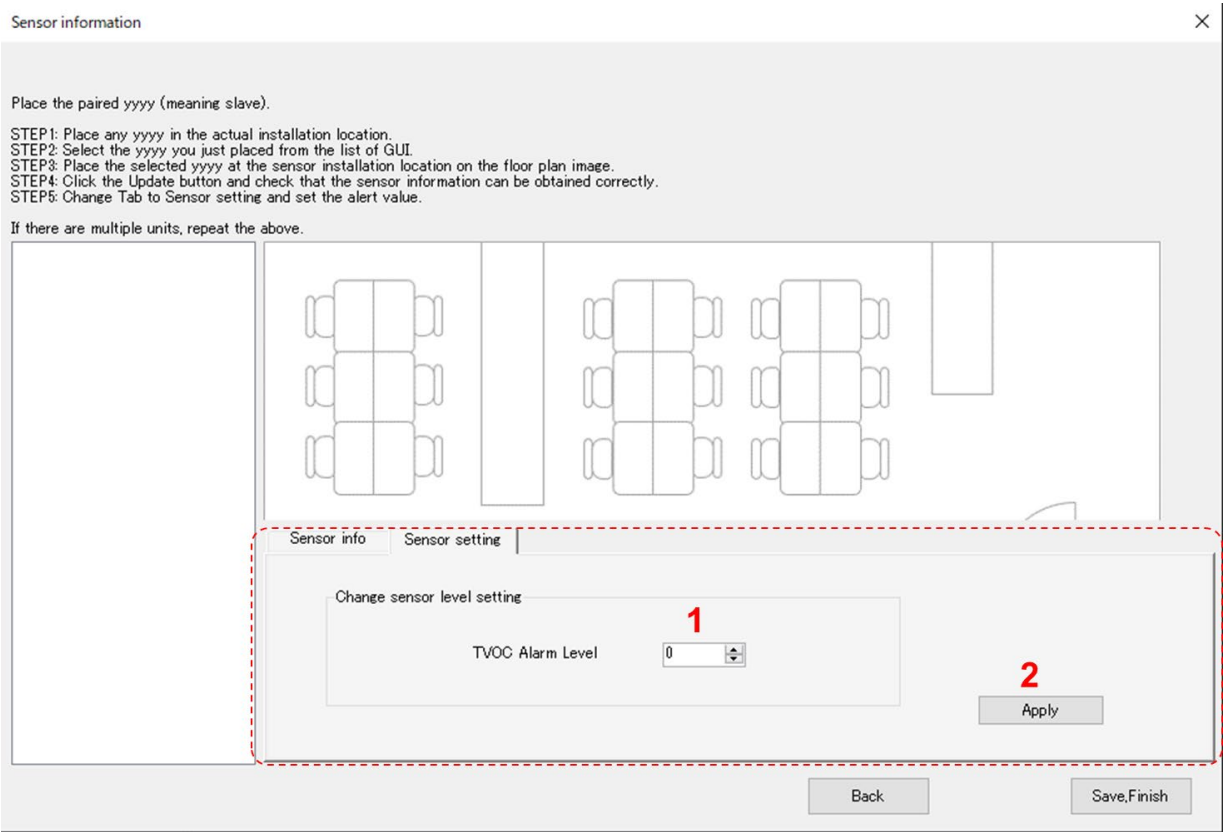 Sensor information
Place the paired yyyy (meaning slave).
STEP1: Place any yyyy in the actual installation location.
STEP2: Select the yyyy you just placed from the list of GUI.
STEP3: Place the selected yyyy at the sensor installation location on the floor plan image.
STEP4: Click the Update button and check that the sensor information can be obtained correctly.
STEP5: Change Tab to Sensor setting and set the alert value.
If there are multiple units, repeat the above.
Sensor info Sensor setting
Change sensor level setting
1
TVOC Alarm Level 0
2
Apply
Back Save,Finish